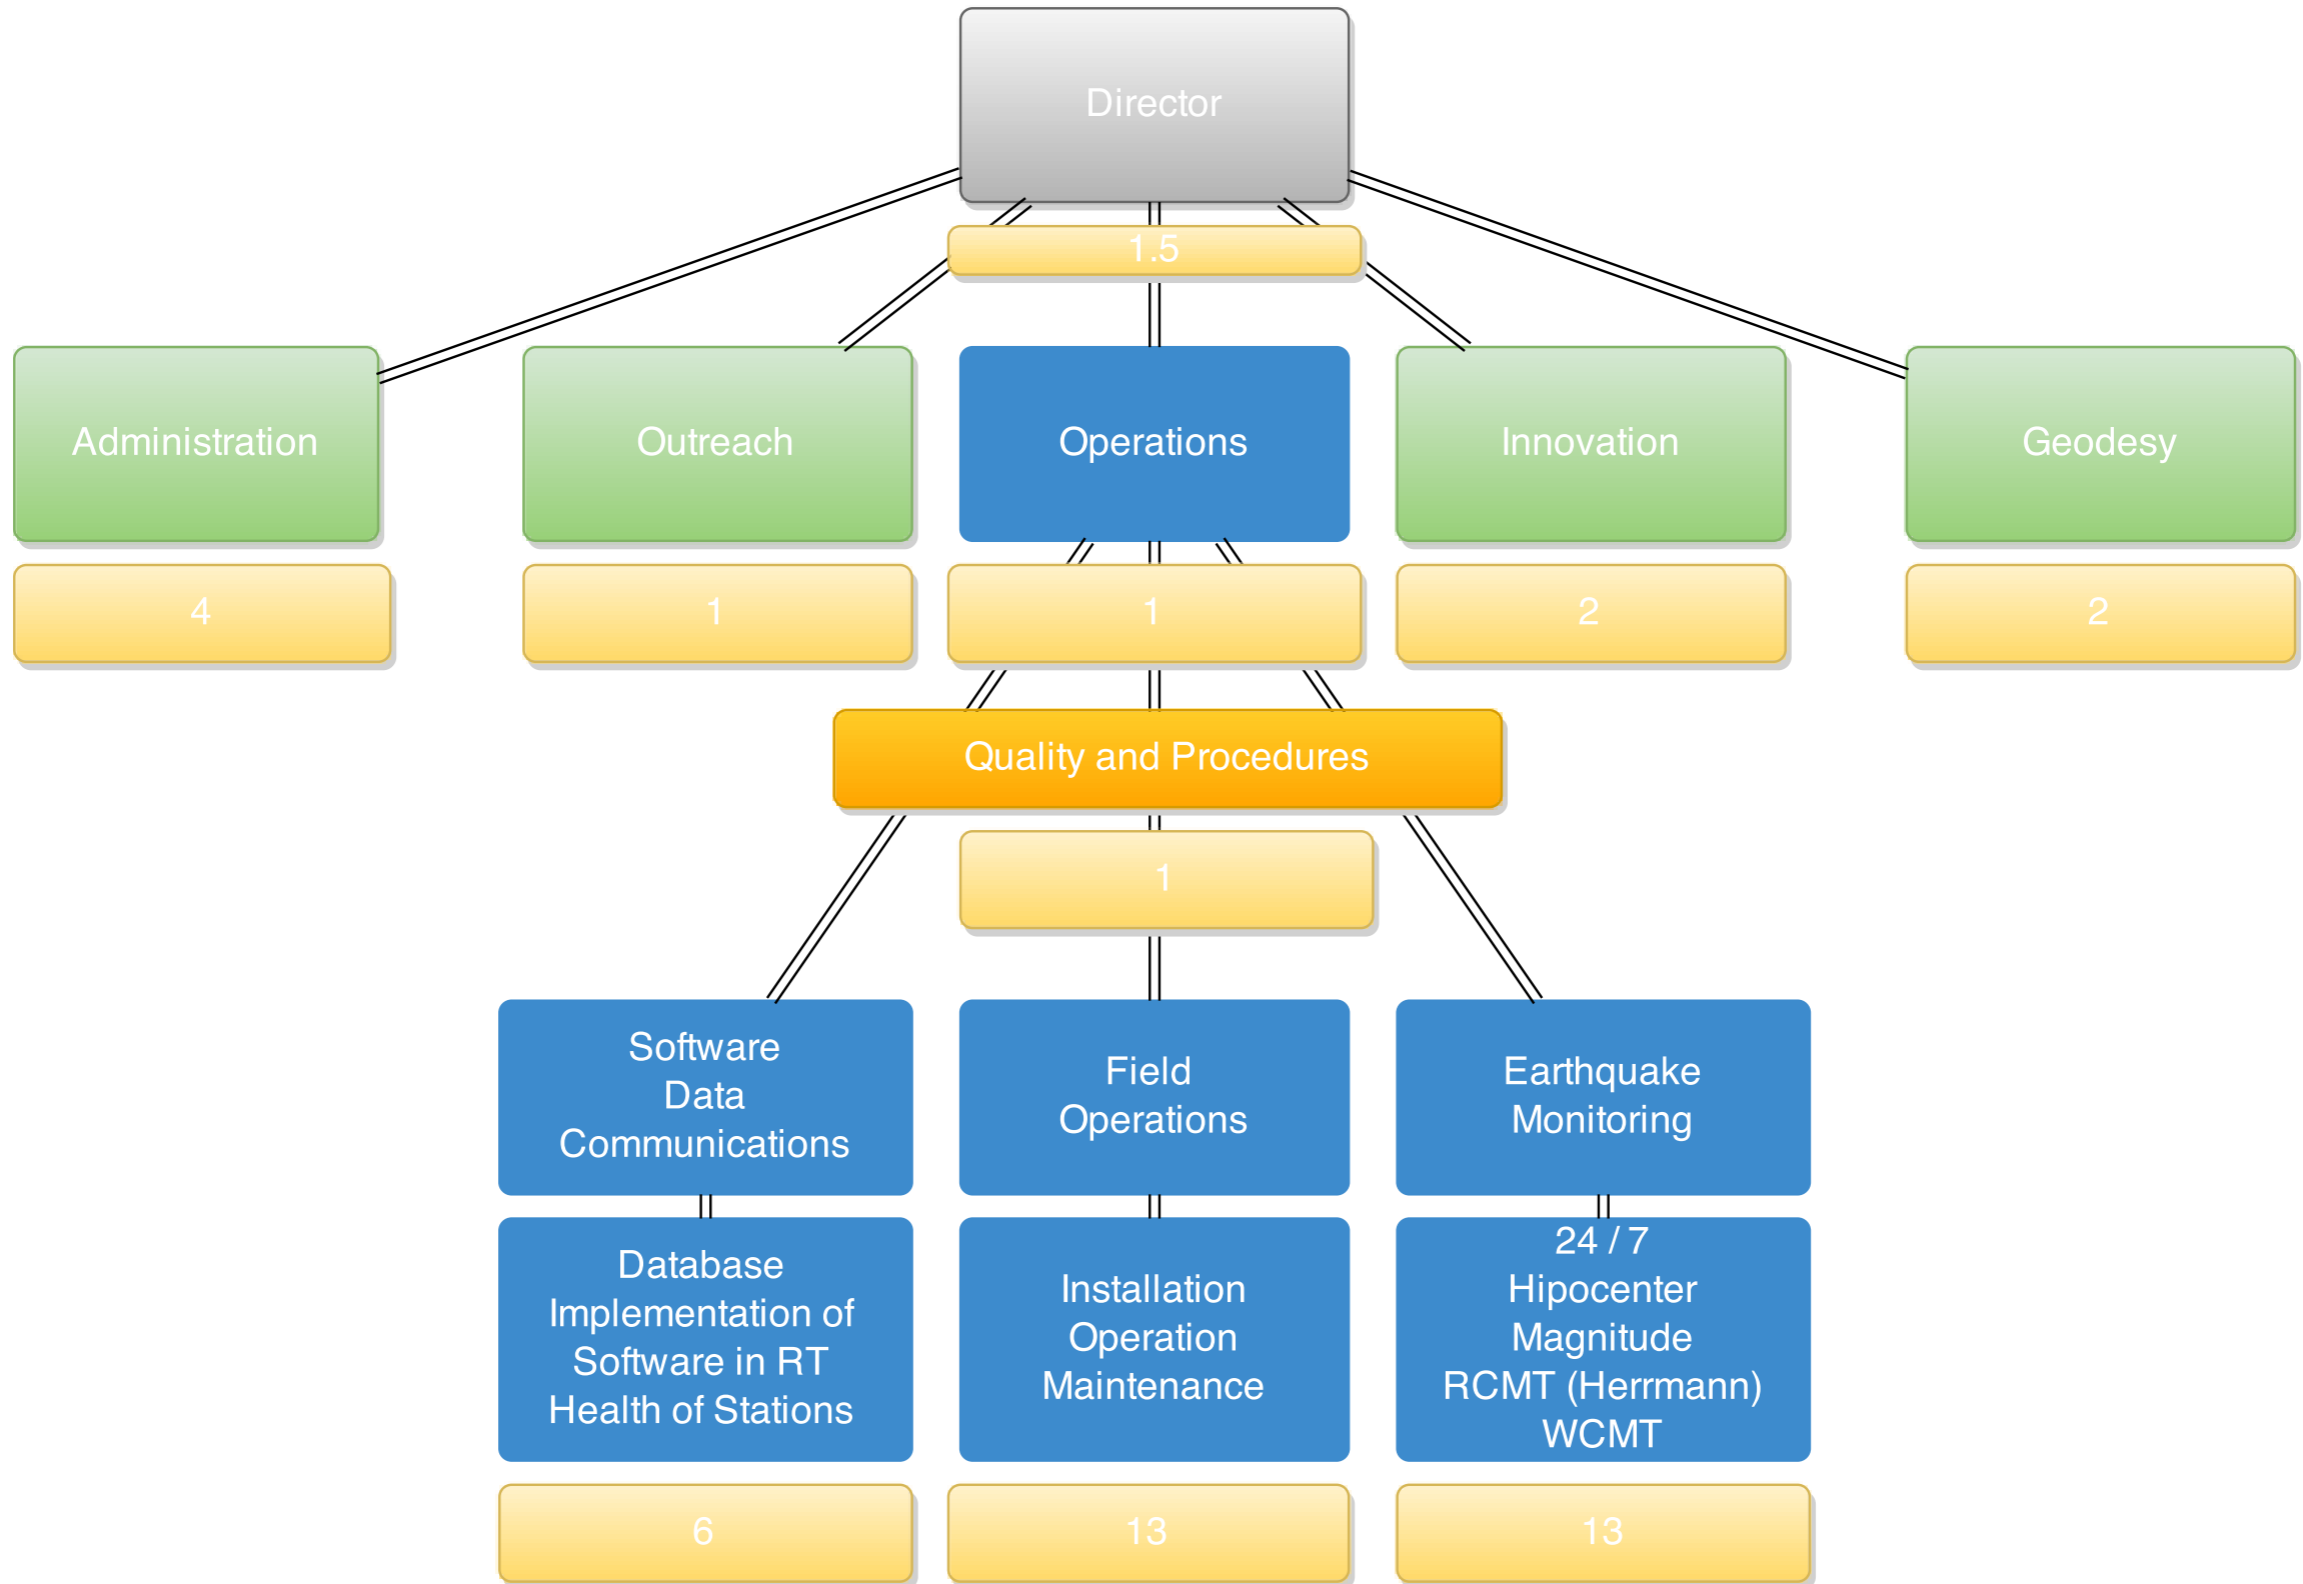 Director
1.5
Administration
Outreach
Operations
Innovation
Geodesy
4
1
1
2
2
Quality and Procedures
1
Software
Data
Communications
Field
Operations
Earthquake
Monitoring
Database
Implementation of
Software in RT
Health of Stations
Installation
Operation
Maintenance
24 / 7
Hipocenter
Magnitude
RCMT (Herrmann)
WCMT
6
13
13